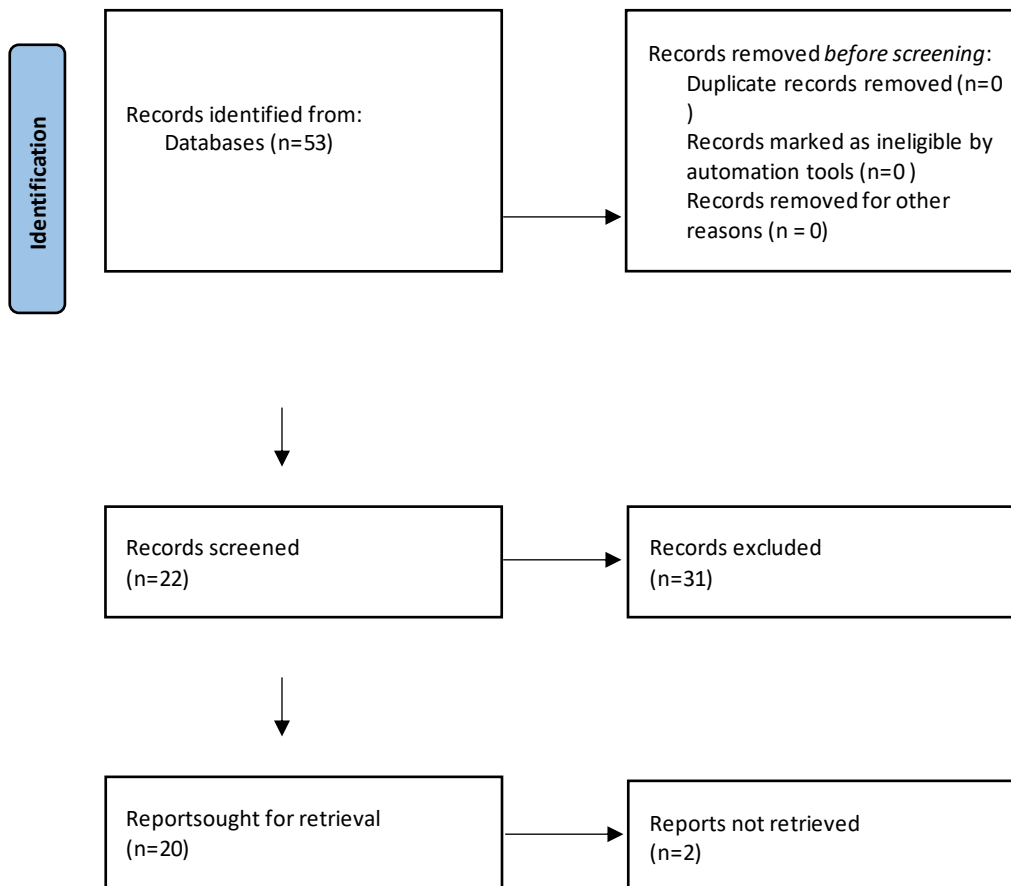 Identification
Records identified from:
Databases (n=53)
Records removed before screening:
Duplicate records removed (n=0
)
Records marked as ineligible by
automation tools (n=0 )
Records removed for other
reasons (n = 0)
Records screened
(n=22)
Records excluded
(n=31)
Reportsought for retrieval
(n=20)
Reports not retrieved
(n=2)